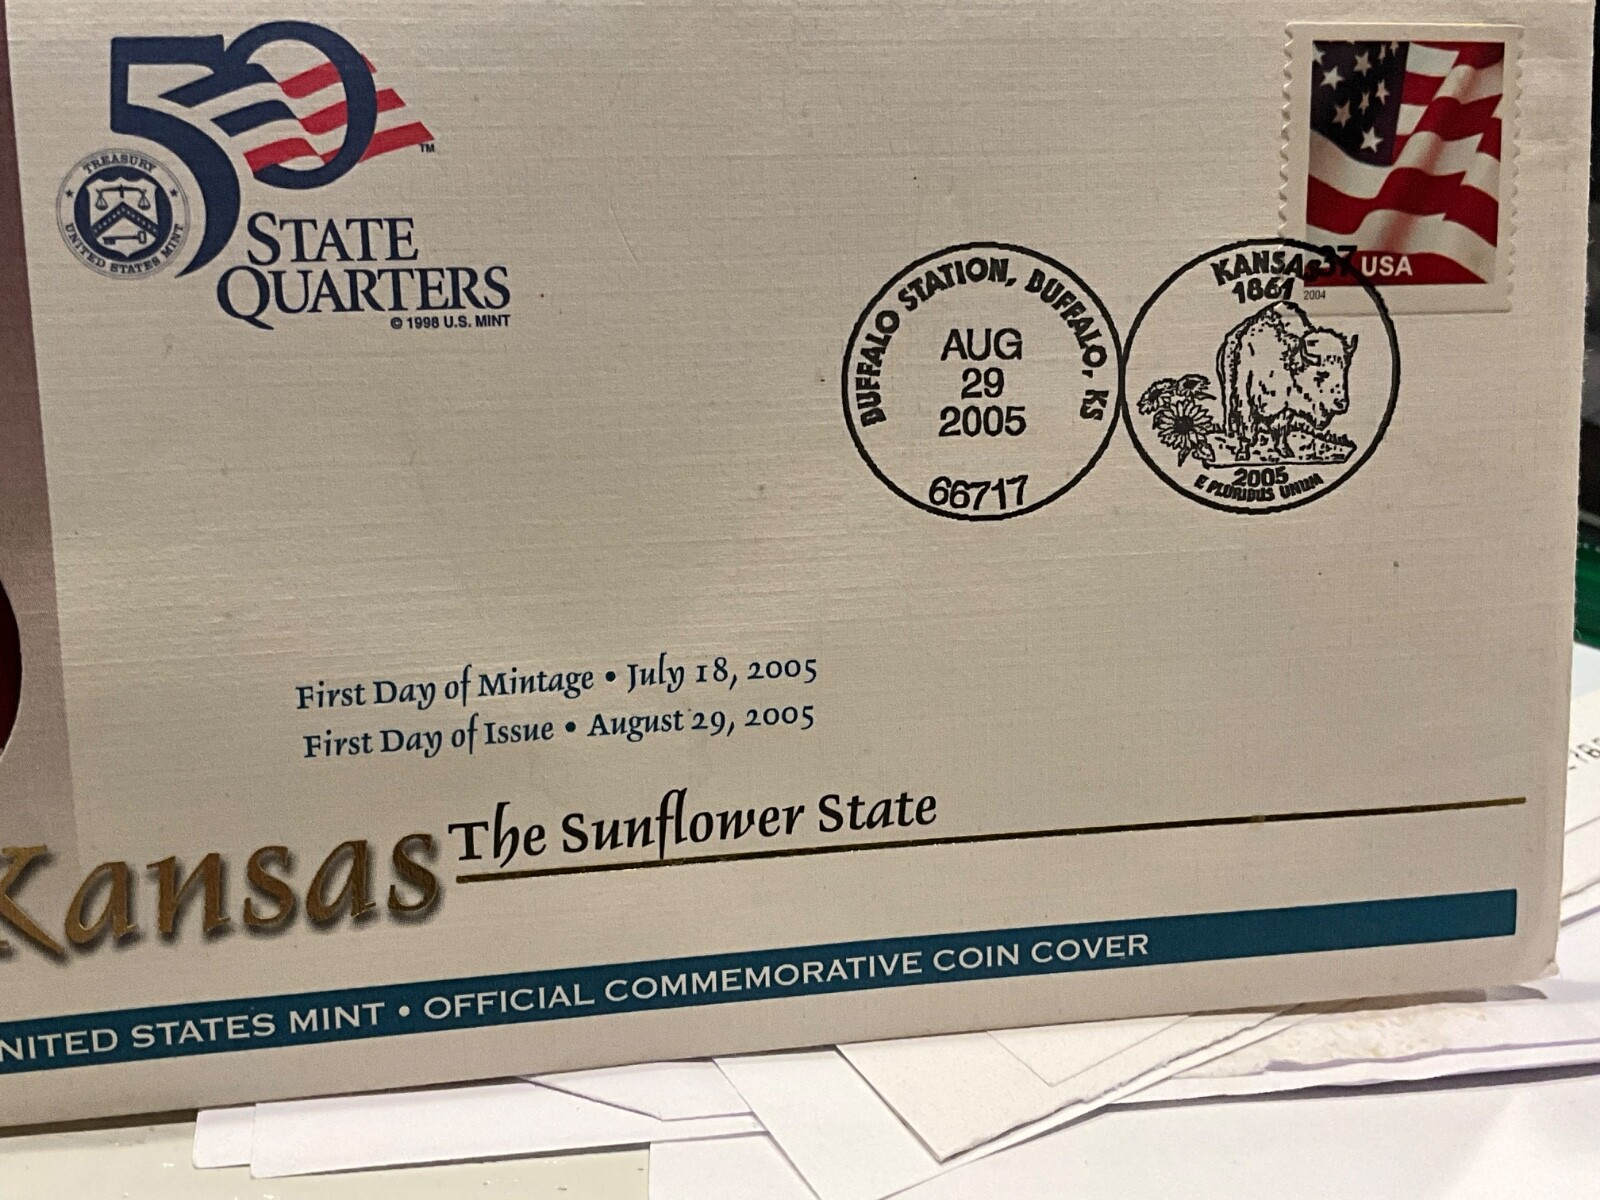 50
TM
TREASURY
UNITED STATES MINT
STATE
QUARTERS
© 1998 U.S. MINT
37 USA
2004
BUFFALO STATION, BUFFALO, KS
AUG
29
2005
66717
KANSAS
1861
2005
E PLURIBUS UNUM
First Day of Mintage • July 18, 2005
First Day of Issue • August 29, 2005
Kansas The Sunflower State
NITED STATES MINT • OFFICIAL COMMEMORATIVE COIN COVER